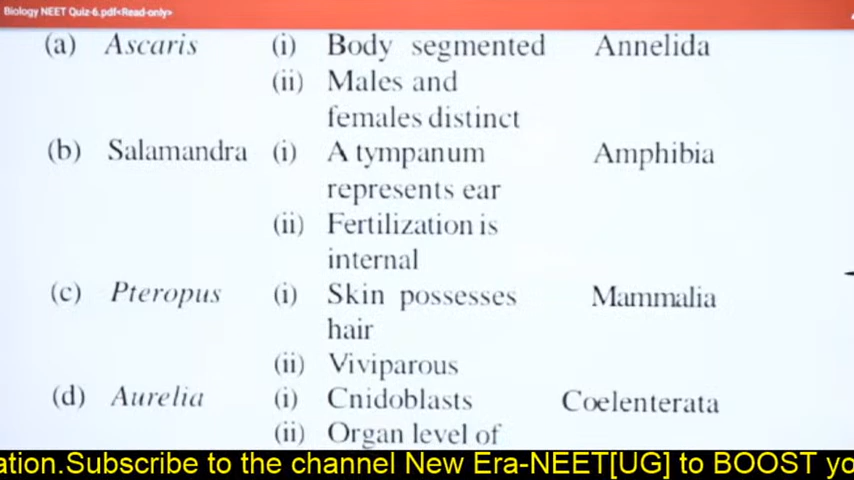 Biology NEET Quiz-6.pdf<Read-only>
(a) Ascaris (i) Body segmented Annelida
(ii) Males and
females distinct
(b) Salamandra (i) A tympanum Amphibia
represents ear
(ii) Fertilization is
internal
(c) Pteropus (i) Skin possesses Mammalia
hair
(ii) Viviparous
(d) Aurelia (i) Cnidoblasts Coelenterata
(ii) Organ level of
ation.Subscribe to the channel New Era-NEET[UG] to BOOST yo